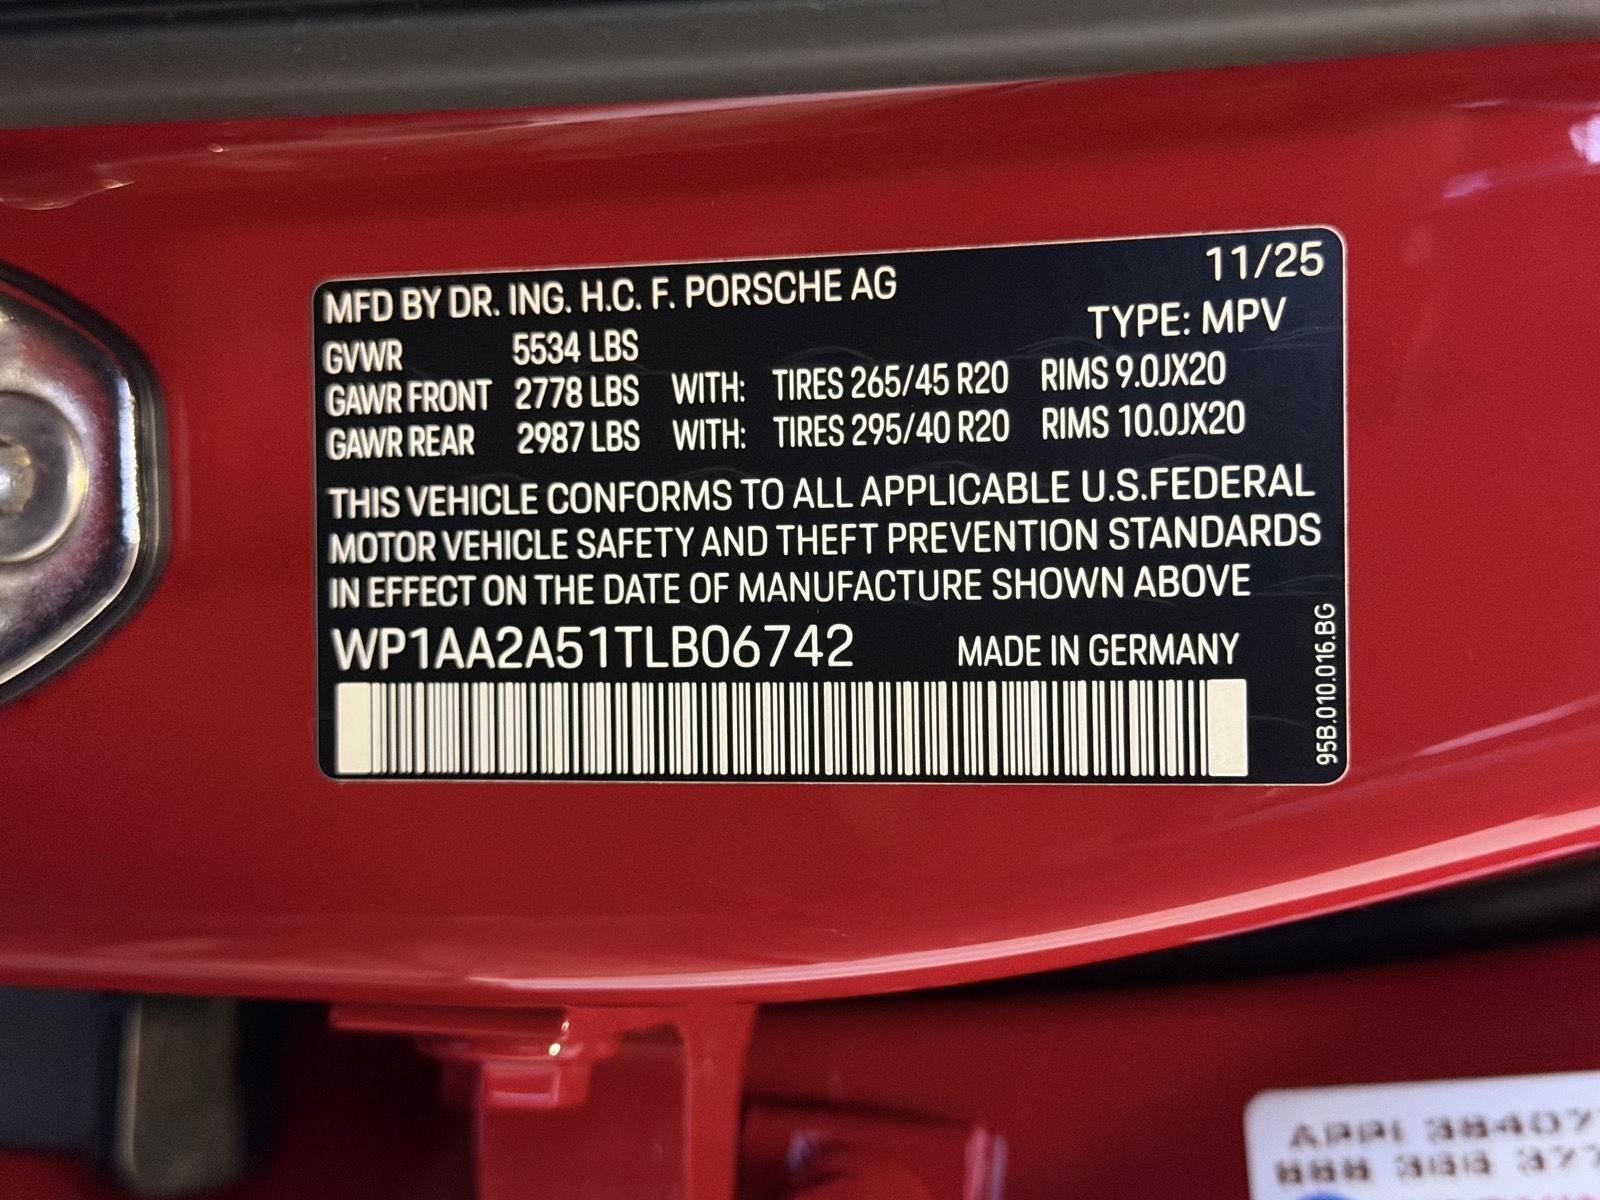 MFD BY DR. ING. H.C. F. PORSCHE AG 11/25
TYPE: MPV
GVWR 5534 LBS
GAWR FRONT 2778 LBS WITH: TIRES 265/45 R20 RIMS 9.0JX20
GAWR REAR 2987 LBS WITH: TIRES 295/40 R20 RIMS 10.0JX20
THIS VEHICLE CONFORMS TO ALL APPLICABLE U.S.FEDERAL
MOTOR VEHICLE SAFETY AND THEFT PREVENTION STANDARDS
IN EFFECT ON THE DATE OF MANUFACTURE SHOWN ABOVE
WP1AA2A51TLB06742 MADE IN GERMANY
95B.010.016.BG